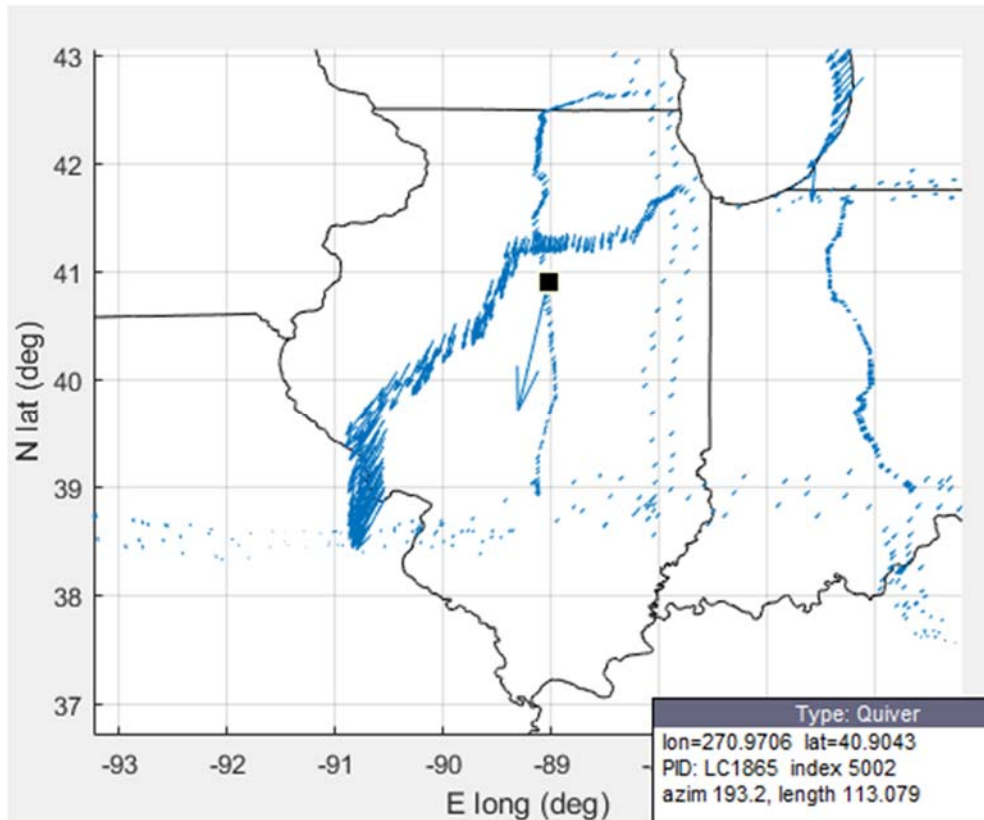 43
42
41
40
39
38
37
N lat (deg)
-93
-92
-91
-90
-89
E long (deg)
Type: Quiver
lon=270.9706 lat=40.9043
PID: LC1865 index 5002
azim 193.2, length 113.079